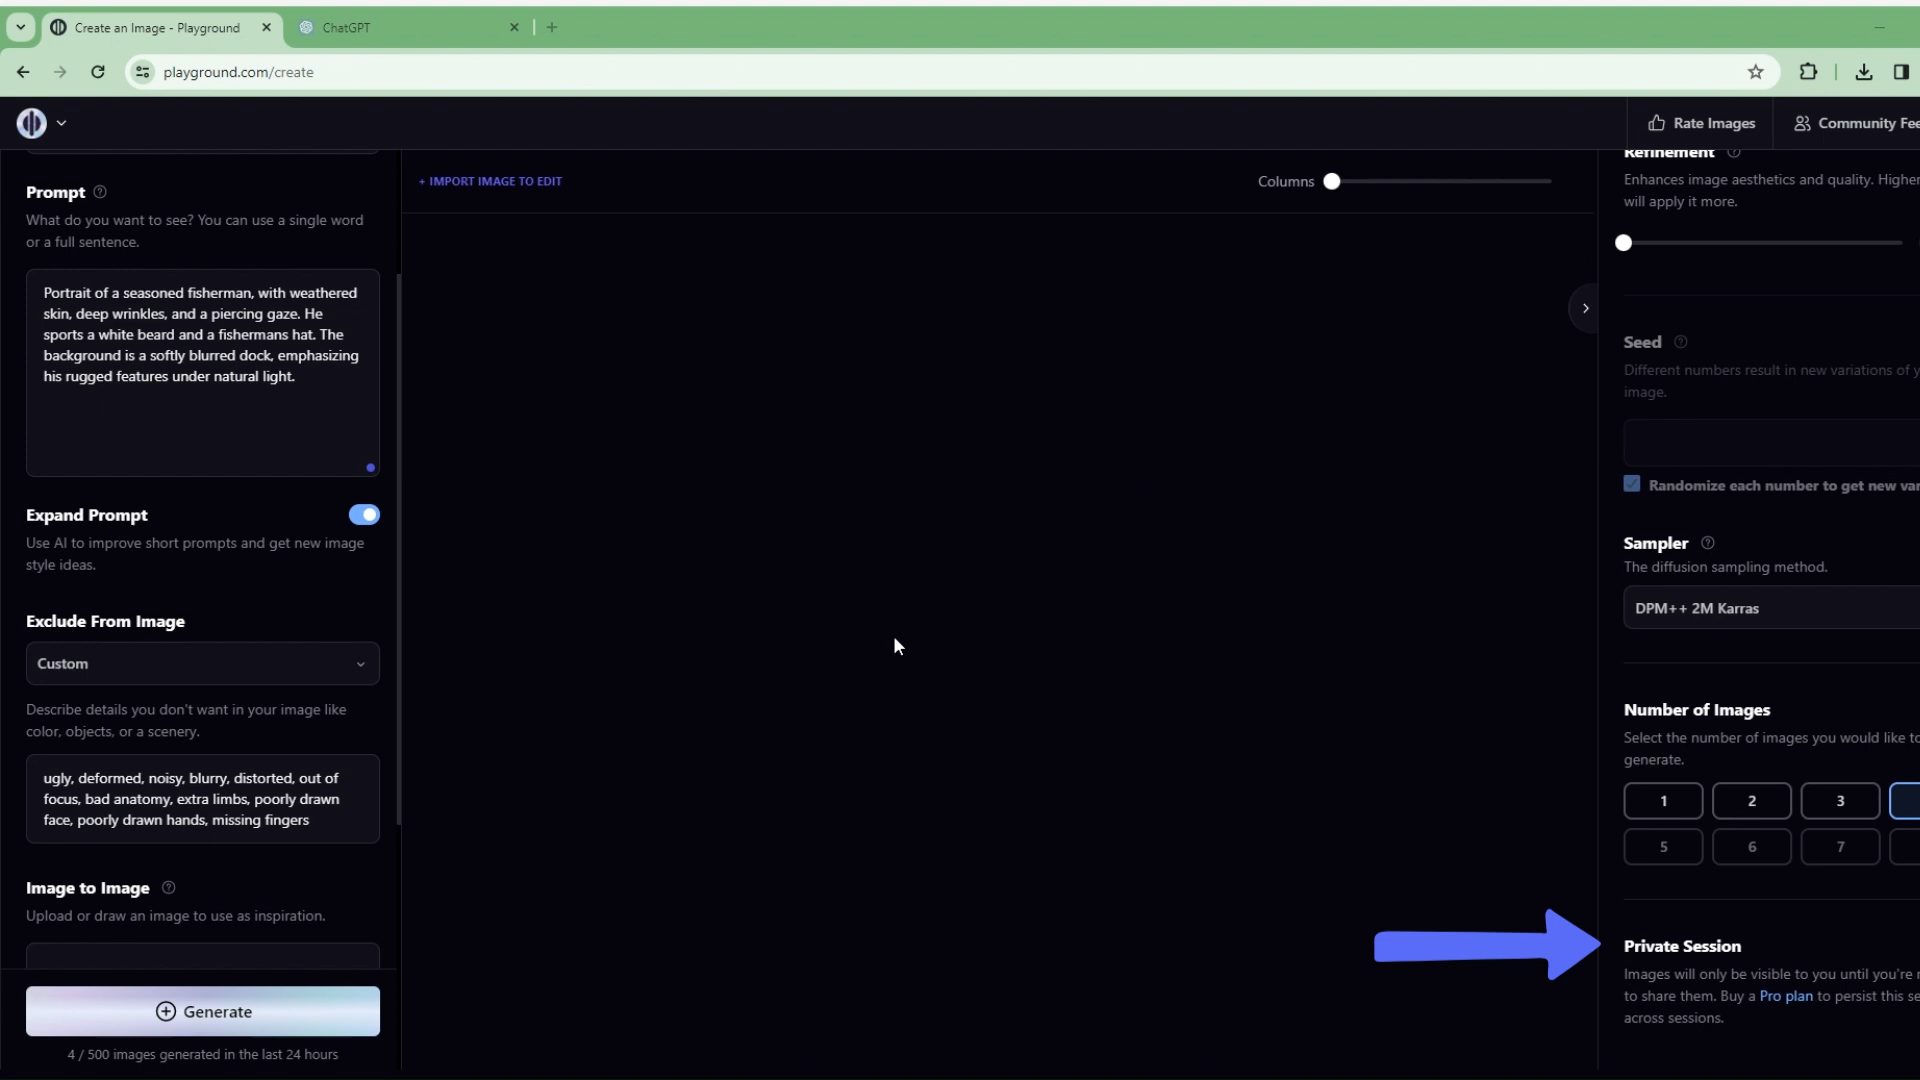 Create an Image - Playground
ChatGPT
playground.com/create
Rate Images
Community Fee
Prompt
What do you want to see? You can use a single word
or a full sentence.
Portrait of a seasoned fisherman, with weathered
skin, deep wrinkles, and a piercing gaze. He
sports a white beard and a fishermans hat. The
background is a softly blurred dock, emphasizing
his rugged features under natural light.
Expand Prompt
Use AI to improve short prompts and get new image
style ideas.
Exclude From Image
Custom
Describe details you don't want in your image like
color, objects, or a scenery.
ugly, deformed, noisy, blurry, distorted, out of
focus, bad anatomy, extra limbs, poorly drawn
face, poorly drawn hands, missing fingers
Image to Image
Upload or draw an image to use as inspiration.
Generate
4 / 500 images generated in the last 24 hours
+ IMPORT IMAGE TO EDIT
Columns
Refinement
Enhances image aesthetics and quality. Higher
will apply it more.
Seed
Different numbers result in new variations of y
image.
Randomize each number to get new var
Sampler
The diffusion sampling method.
DPM++ 2M Karras
Number of Images
Select the number of images you would like to
generate.
1 2 3
5 6 7
Private Session
Images will only be visible to you until you're r
to share them. Buy a Pro plan to persist this se
across sessions.